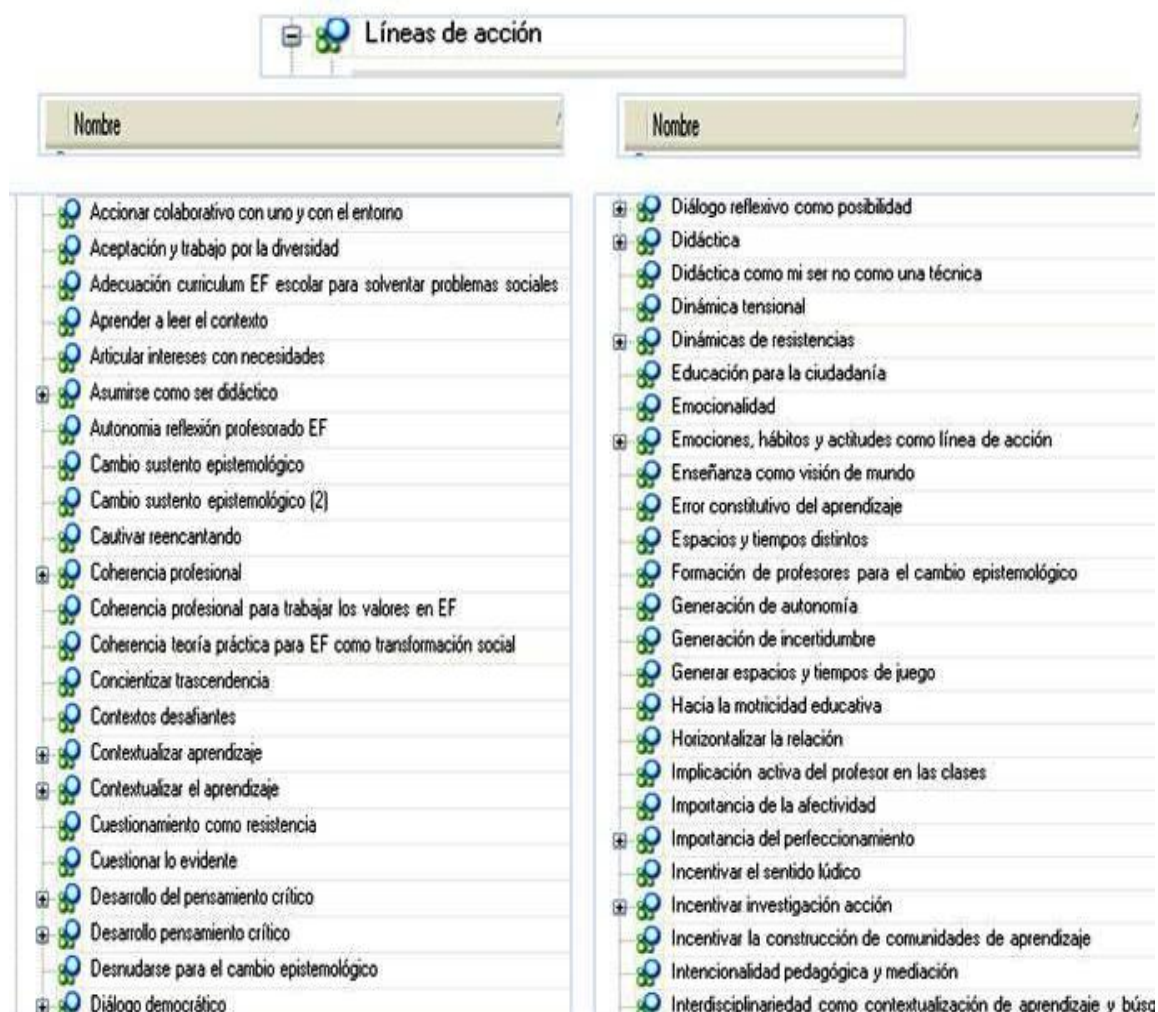 Líneas de acción
Nombre
Accionar colaborativo con uno y con el entorno
Aceptación y trabajo por la diversidad
Adecuación curriculum EF escolar para solventar problemas sociales
Aprender a leer el contexto
Articular intereses con necesidades
Asumirse como ser didáctico
Autonomia reflexión profesorado EF
Cambio sustento epistemológico
Cambio sustento epistemológico (2)
Cautivar reencantando
Coherencia profesional
Coherencia profesional para trabajar los valores en EF
Coherencia teoría práctica para EF como transformación social
Concientizar trascendencia
Contextos desafiantes
Contextualizar aprendizaje
Contextualizar el aprendizaje
Cuestionamiento como resistencia
Cuestionar lo evidente
Desarrollo del pensamiento crítico
Desarrollo pensamiento crítico
Desnudarse para el cambio epistemológico
Diálogo democrático
Nombre
Diálogo reflexivo como posibilidad
Didáctica
Didáctica como mi ser no como una técnica
Dinámica tensional
Dinámicas de resistencias
Educación para la ciudadanía
Emocionalidad
Emociones, hábitos y actitudes como línea de acción
Enseñanza como visión de mundo
Error constitutivo del aprendizaje
Espacios y tiempos distintos
Formación de profesores para el cambio epistemológico
Generación de autonomía
Generación de incertidumbre
Generar espacios y tiempos de juego
Hacia la motricidad educativa
Horizontalizar la relación
Implicación activa del profesor en las clases
Importancia de la afectividad
Importancia del perfeccionamiento
Incentivar el sentido lúdico
Incentivar investigación acción
Incentivar la construcción de comunidades de aprendizaje
Intencionalidad pedagógica y mediación
Interdisciplinariedad como contextualización de aprendizaje y búsq